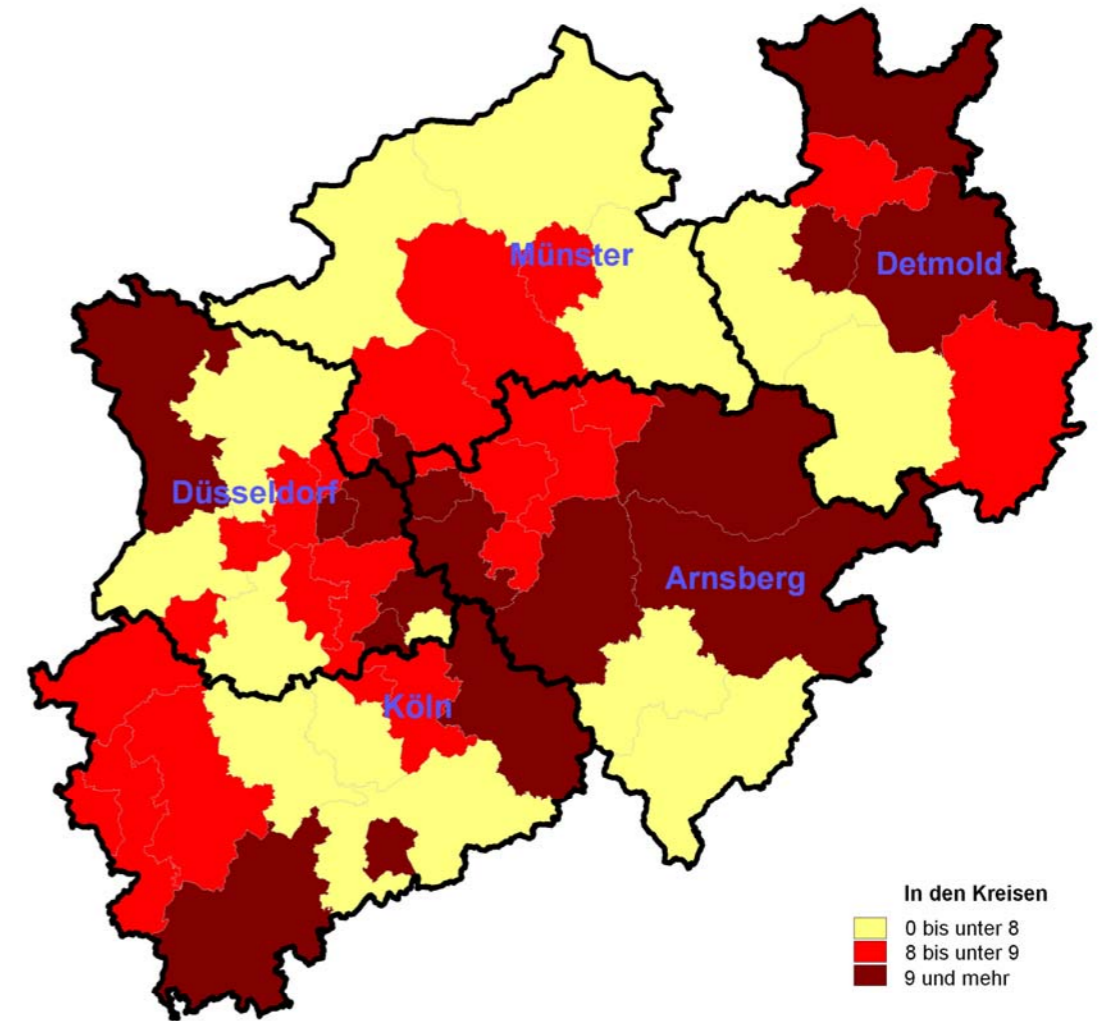 Münster
Detmold
Düsseldorf
Arnsberg
Köln
In den Kreisen
0 bis unter 8
8 bis unter 9
9 und mehr